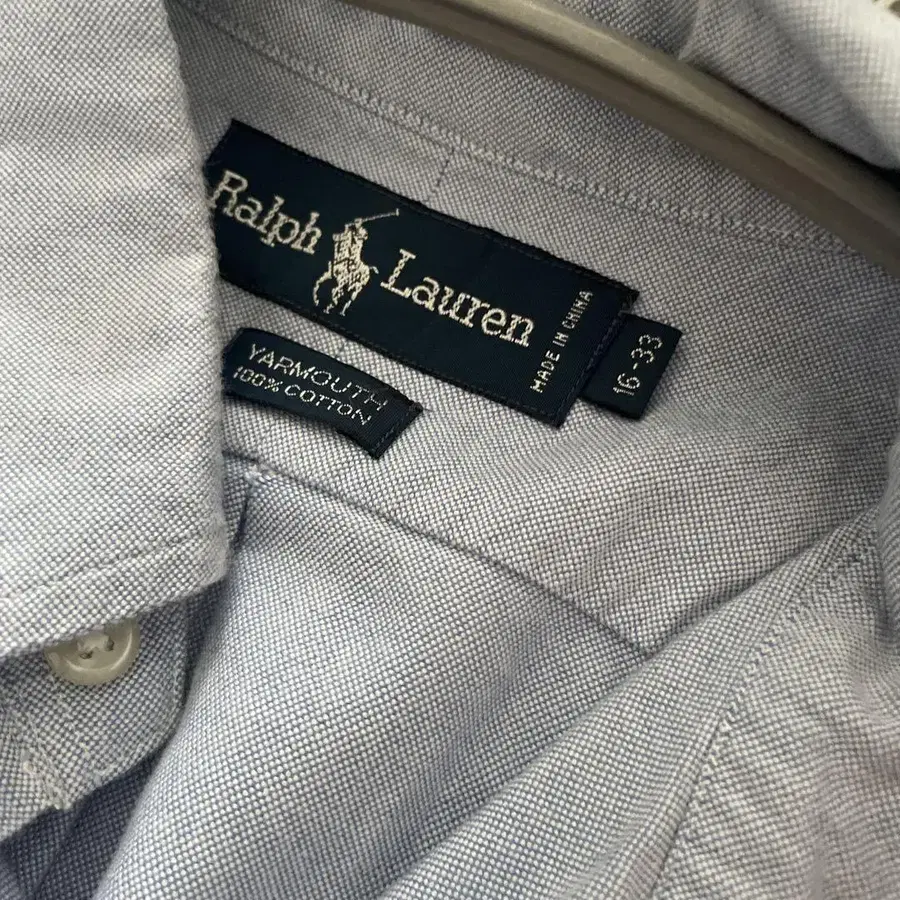 Ralph Lauren
MADE IN CHINA
16-33
YARMOUTH
100% COTTON